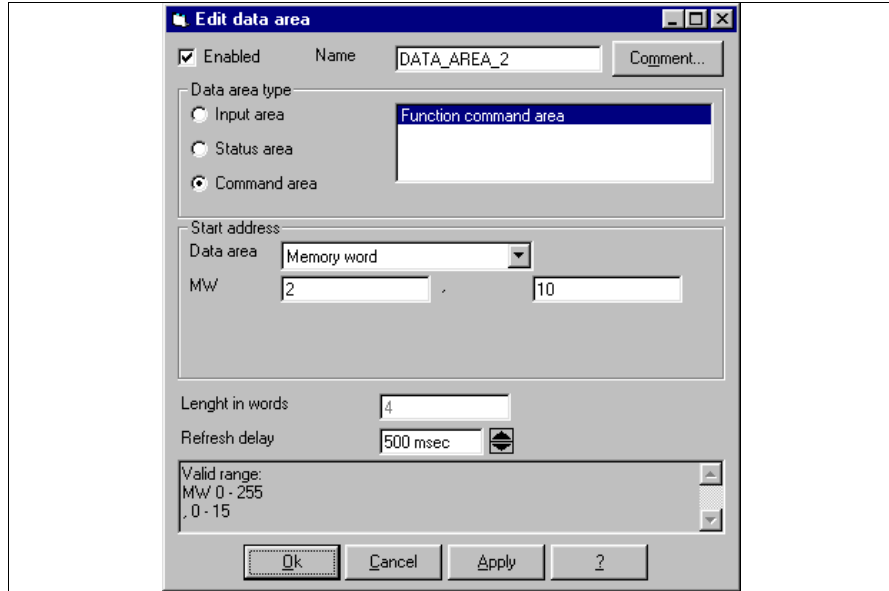 Edit data area
Enabled Name DATA_AREA_2 Comment...
Data area type
Input area Function command area
Status area
Command area
Start address
Data area Memory word
MW 2 , 10
Lenght in words 4
Refresh delay 500 msec
Valid range:
MW 0 - 255
, 0 - 15
Ok Cancel Apply ?